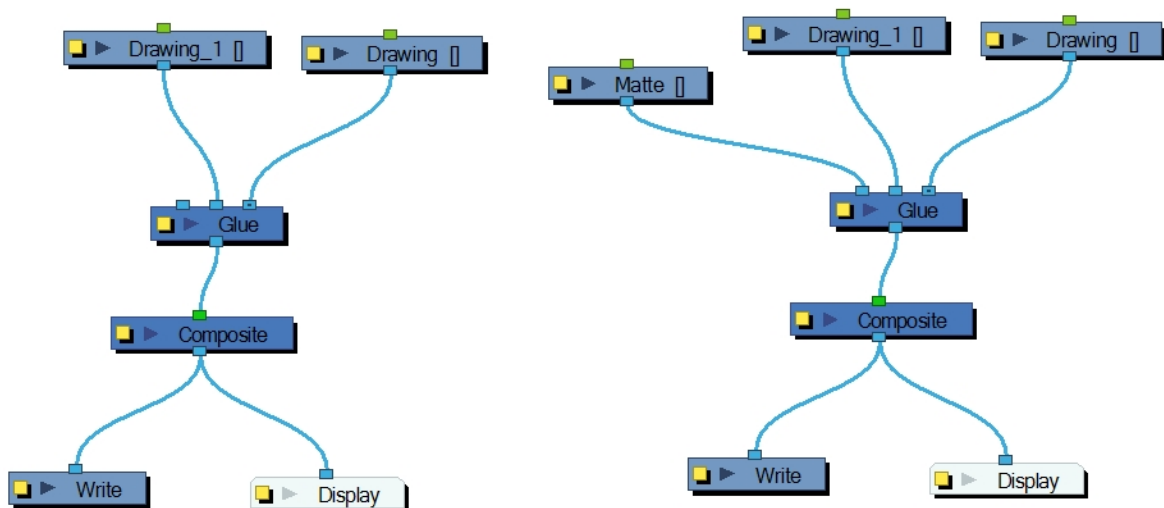 Drawing_1 []
Drawing []
Glue
Composite
Write
Display
Drawing_1 []
Drawing []
Matte []
Glue
Composite
Write
Display